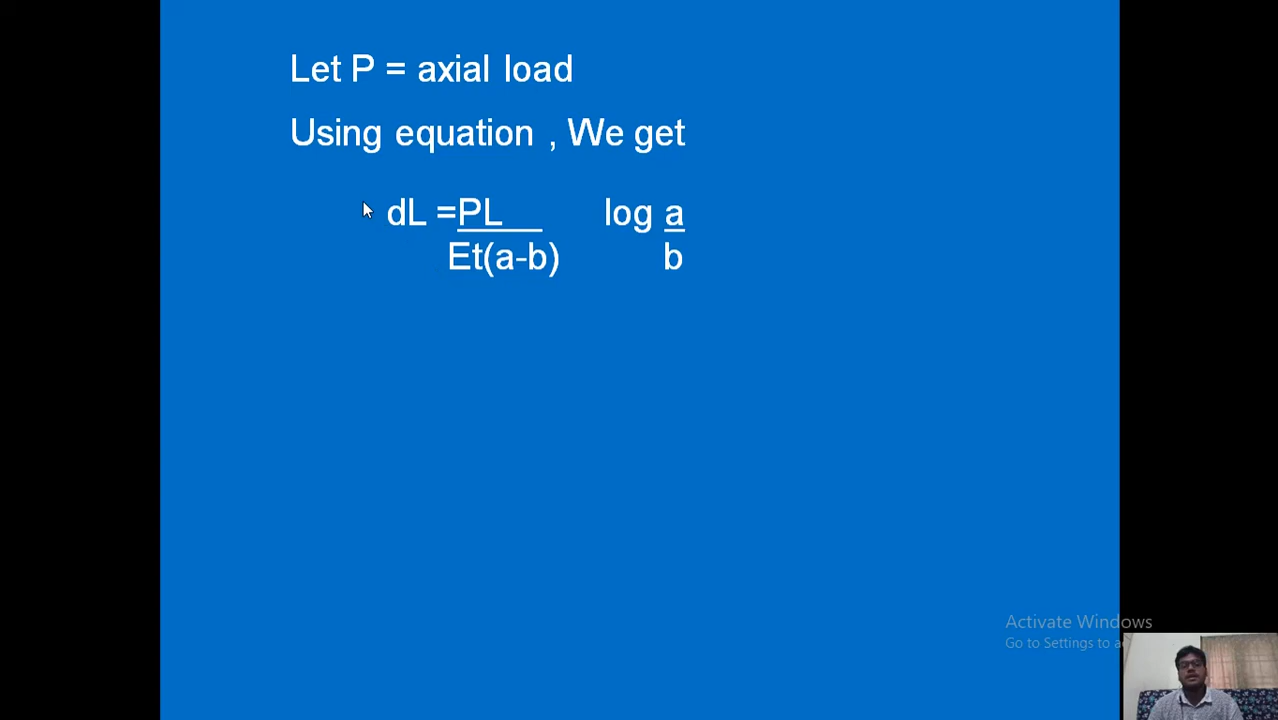 Let P = axial load
Using equation , We get
dL =PL log a
Et(a-b) b
Activate Windows
Go to Settings to